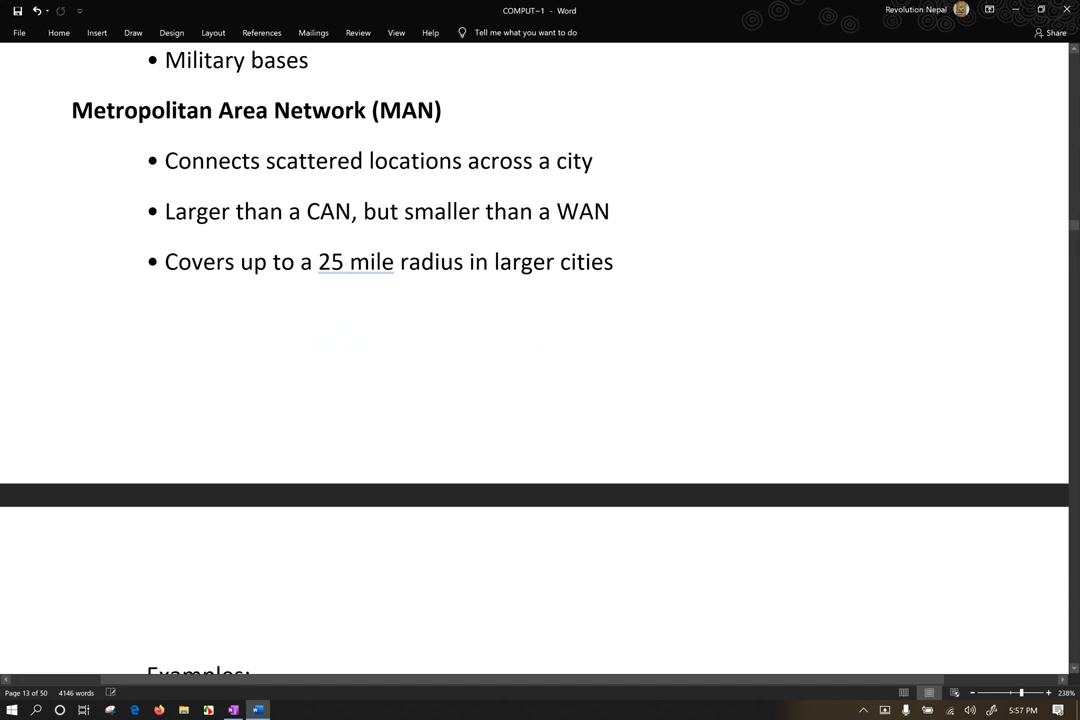 COMPUT~1 - Word
Revolution Nepal
File Home Insert Draw Design Layout References Mailings Review View Help Tell me what you want to do Share
• Military bases
Metropolitan Area Network (MAN)
• Connects scattered locations across a city
• Larger than a CAN, but smaller than a WAN
• Covers up to a 25 mile radius in larger cities
Examples:
Page 13 of 50 4146 words 238%
5:57 PM